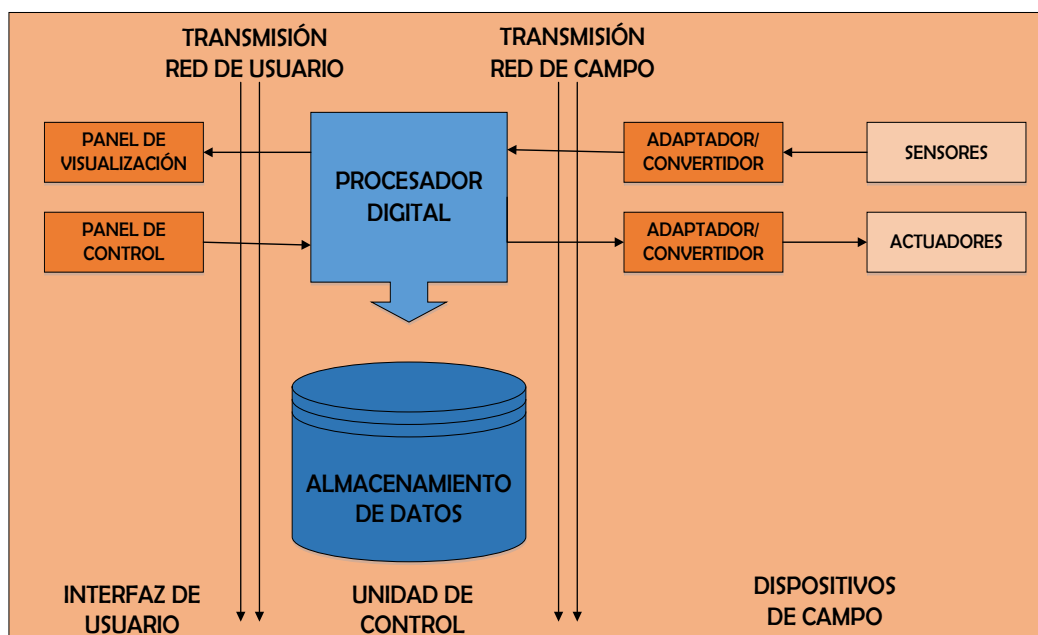 TRANSMISIÓN
RED DE USUARIO
TRANSMISIÓN
RED DE CAMPO
PANEL DE
VISUALIZACIÓN
PROCESADOR
DIGITAL
ADAPTADOR/
CONVERTIDOR
SENSORES
PANEL DE
CONTROL
ADAPTADOR/
CONVERTIDOR
ACTUADORES
ALMACENAMIENTO
DE DATOS
INTERFAZ DE
USUARIO
UNIDAD DE
CONTROL
DISPOSITIVOS
DE CAMPO